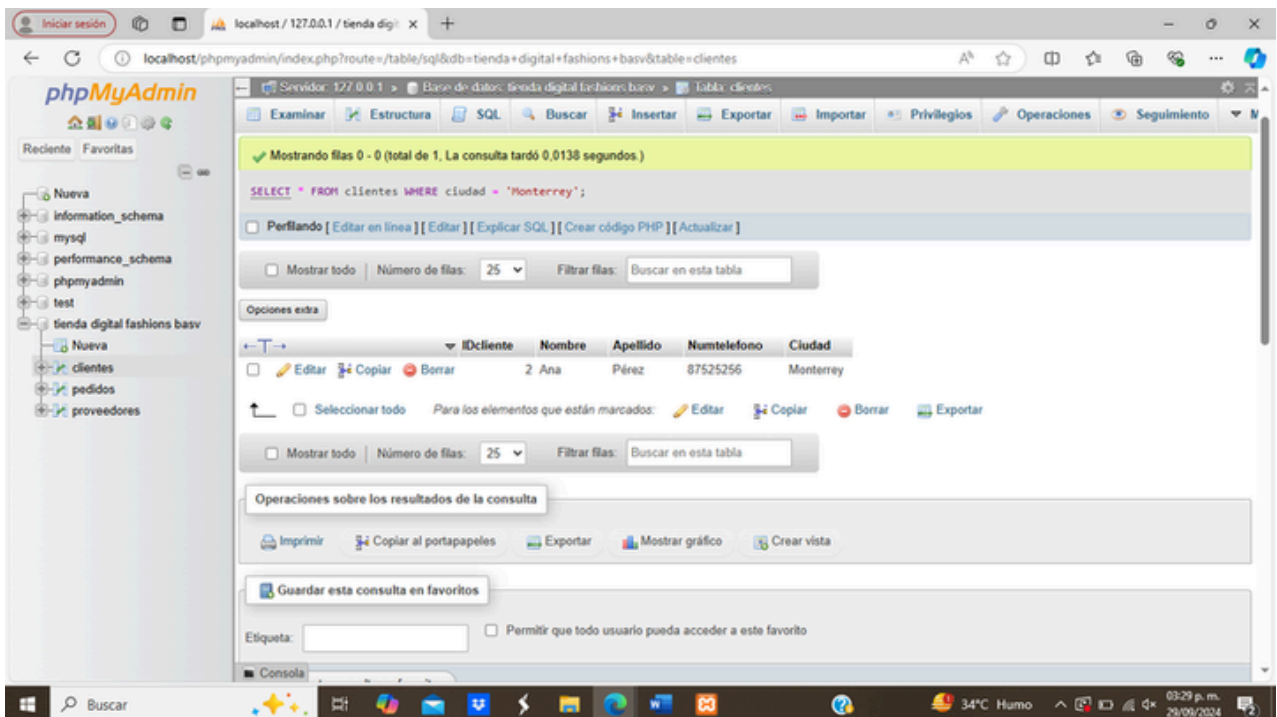 Iniciar sesión
localhost / 127.0.0.1 / tienda digi
localhost/phpmyadmin/index.php?route=/table/sql&db=tienda+digital+fashions+basv&table=clientes
phpMyAdmin
Reciente Favoritas
Nueva
information_schema
mysql
performance_schema
phpmyadmin
test
tienda digital fashions basv
Nueva
clientes
pedidos
proveedores
Servidor: 127.0.0.1 » Base de datos: tienda digital fashions basv » Tabla: clientes
Examinar Estructura SQL Buscar Insertar Exportar Importar Privilegios Operaciones Seguimiento
Mostrando filas 0 - 0 (total de 1, La consulta tardó 0,0138 segundos.)
SELECT * FROM clientes WHERE ciudad = 'Monterrey';
Perfilando [ Editar en línea ] [ Editar ] [ Explicar SQL ] [ Crear código PHP ] [ Actualizar ]
Mostrar todo | Número de filas: 25 Filtrar filas: Buscar en esta tabla
Opciones extra
←T→ IDcliente Nombre Apellido Numtelefono Ciudad
Editar Copiar Borrar 2 Ana Pérez 87525256 Monterrey
Seleccionar todo Para los elementos que están marcados: Editar Copiar Borrar Exportar
Mostrar todo | Número de filas: 25 Filtrar filas: Buscar en esta tabla
Operaciones sobre los resultados de la consulta
Imprimir Copiar al portapapeles Exportar Mostrar gráfico Crear vista
Guardar esta consulta en favoritos
Etiqueta: Permitir que todo usuario pueda acceder a este favorito
Consola
Buscar
34°C Humo
03:29 p. m.
29/09/2024